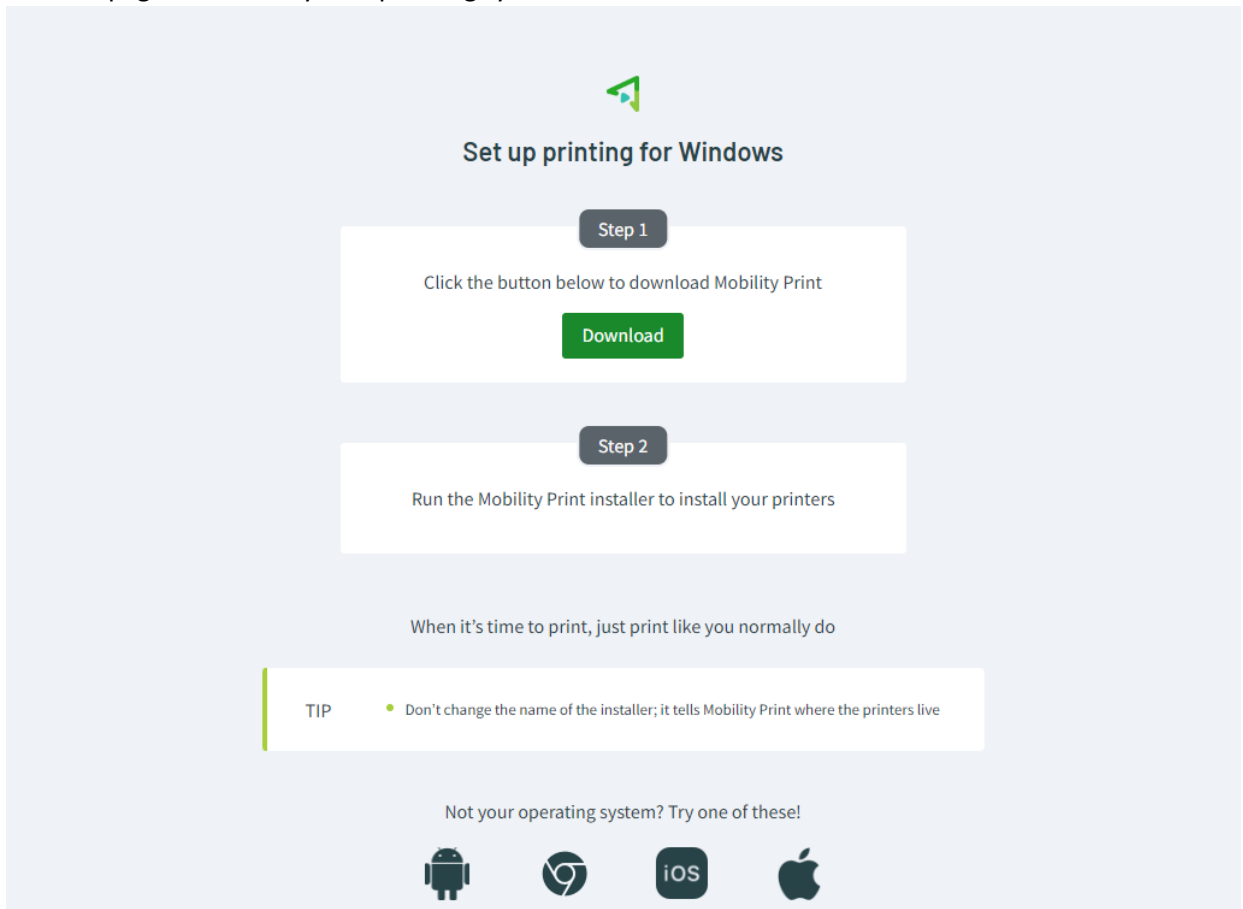 Set up printing for Windows
Step 1
Click the button below to download Mobility Print
Download
Step 2
Run the Mobility Print installer to install your printers
When it’s time to print, just print like you normally do
TIP • Don’t change the name of the installer; it tells Mobility Print where the printers live
Not your operating system? Try one of these!
iOS